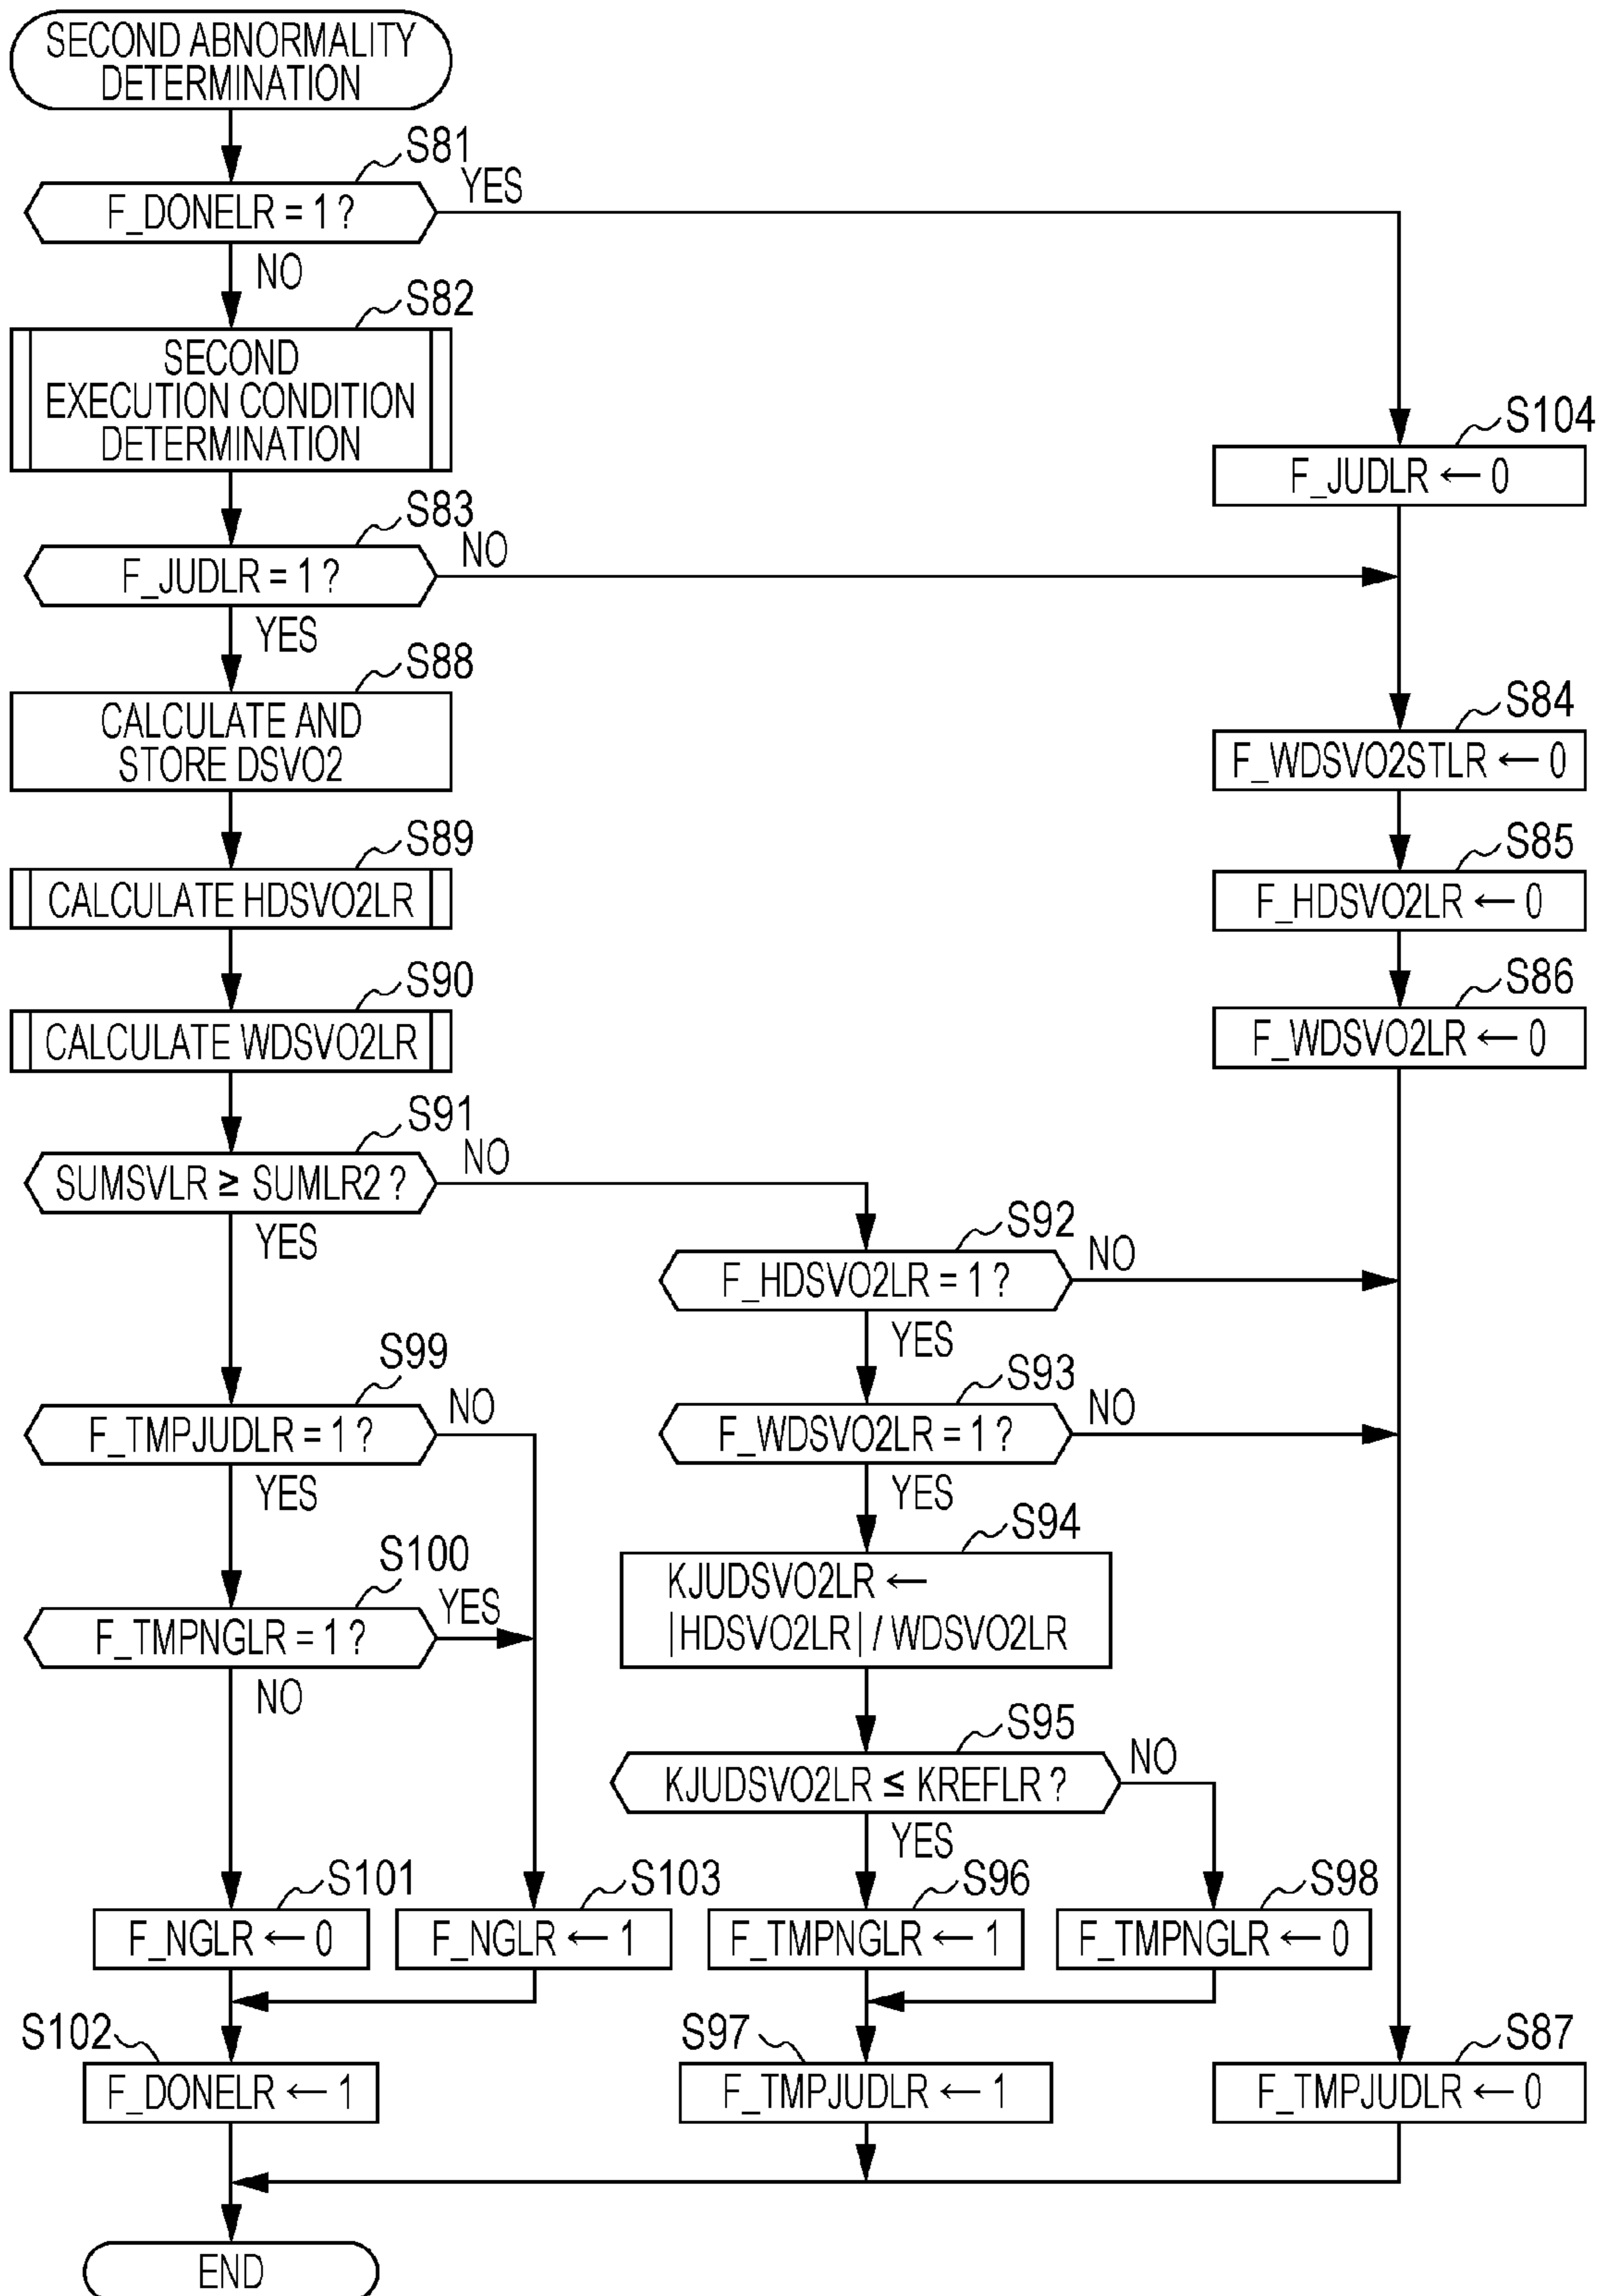 SECOND ABNORMALITY
DETERMINATION
S81
F_DONELR = 1 ?
YES
NO
S82
SECOND
EXECUTION CONDITION
DETERMINATION
S104
F_JUDLR ← 0
S83
F_JUDLR = 1 ?
NO
YES
S88
CALCULATE AND
STORE DSVO2
S84
F_WDSVO2STLR ← 0
S89
CALCULATE HDSVO2LR
S85
F_HDSVO2LR ← 0
S90
CALCULATE WDSVO2LR
S86
F_WDSVO2LR ← 0
S91
SUMSVLR ≥ SUMLR2 ?
NO
YES
S92
F_HDSVO2LR = 1 ?
NO
YES
S99
F_TMPJUDLR = 1 ?
NO
YES
S93
F_WDSVO2LR = 1 ?
NO
YES
S100
F_TMPNGLR = 1 ?
YES
NO
S94
KJUDSVO2LR ←
|HDSVO2LR| / WDSVO2LR
S95
KJUDSVO2LR ≤ KREFLR ?
NO
YES
S101
F_NGLR ← 0
S103
F_NGLR ← 1
S96
F_TMPNGLR ← 1
S98
F_TMPNGLR ← 0
S102
F_DONELR ← 1
S97
F_TMPJUDLR ← 1
S87
F_TMPJUDLR ← 0
END